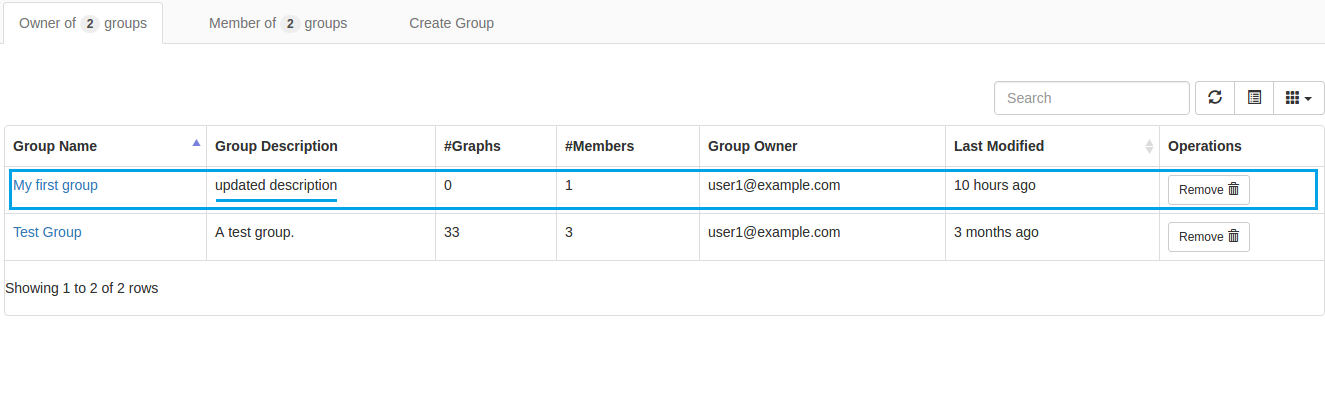 Owner of 2 groups Member of 2 groups Create Group
Search
Group Name Group Description #Graphs #Members Group Owner Last Modified Operations
My first group updated description 0 1 user1@example.com 10 hours ago Remove
Test Group A test group. 33 3 user1@example.com 3 months ago Remove
Showing 1 to 2 of 2 rows